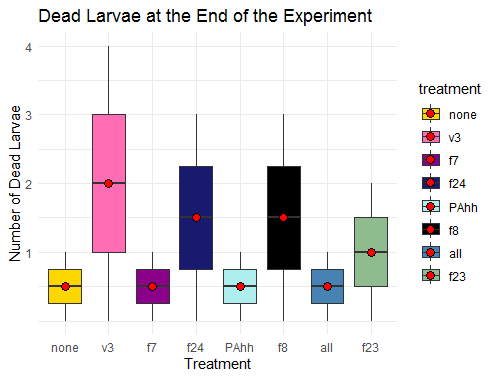 Dead Larvae at the End of the Experiment
Number of Dead Larvae
4
3
2
1
none v3 f7 f24 PAhh f8 all f23
Treatment
treatment
none
v3
f7
f24
PAhh
f8
all
f23